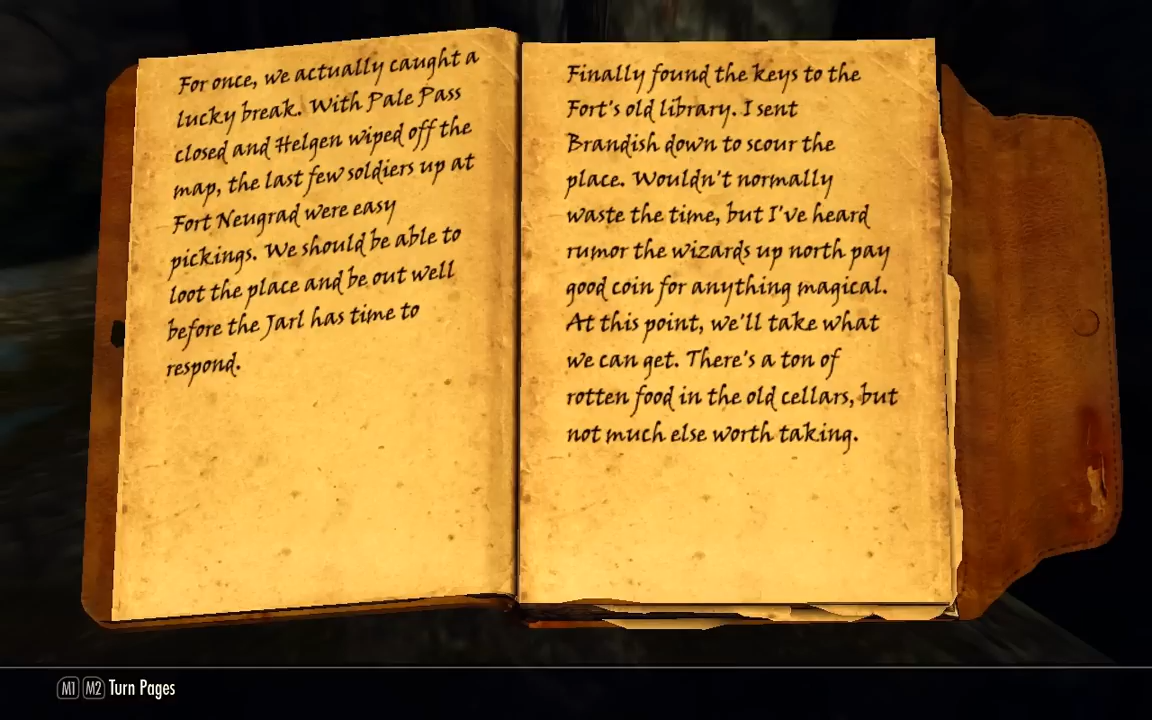 For once, we actually caught a
lucky break. With Pale Pass
closed and Helgen wiped off the
map, the last few soldiers up at
Fort Neugrad were easy
pickings. We should be able to
loot the place and be out well
before the Jarl has time to
respond.
Finally found the keys to the
Fort's old library. I sent
Brandish down to scour the
place. Wouldn't normally
waste the time, but I've heard
rumor the wizards up north pay
good coin for anything magical.
At this point, we'll take what
we can get. There's a ton of
rotten food in the old cellars, but
not much else worth taking.
M1 M2 Turn Pages